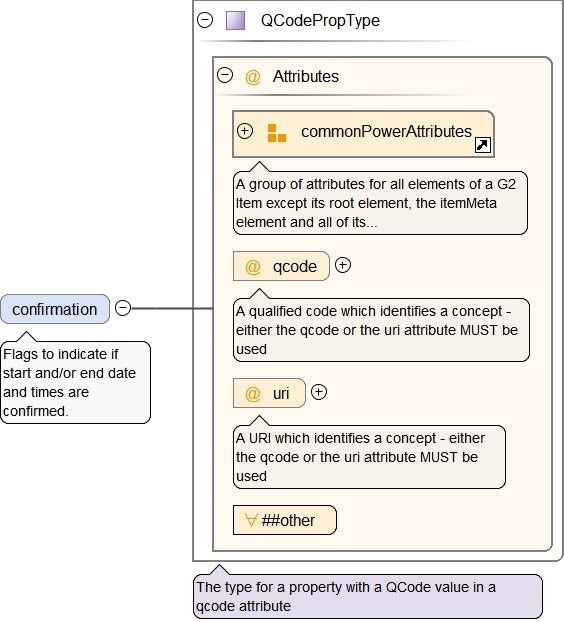 QCodePropType
@ Attributes
commonPowerAttributes
A group of attributes for all elements of a G2
Item except its root element, the itemMeta
element and all of its...
@ qcode
A qualified code which identifies a concept -
either the qcode or the uri attribute MUST be
used
confirmation
Flags to indicate if
start and/or end date
and times are
confirmed.
@ uri
A URI which identifies a concept - either
the qcode or the uri attribute MUST be
used
∀ ##other
The type for a property with a QCode value in a
qcode attribute